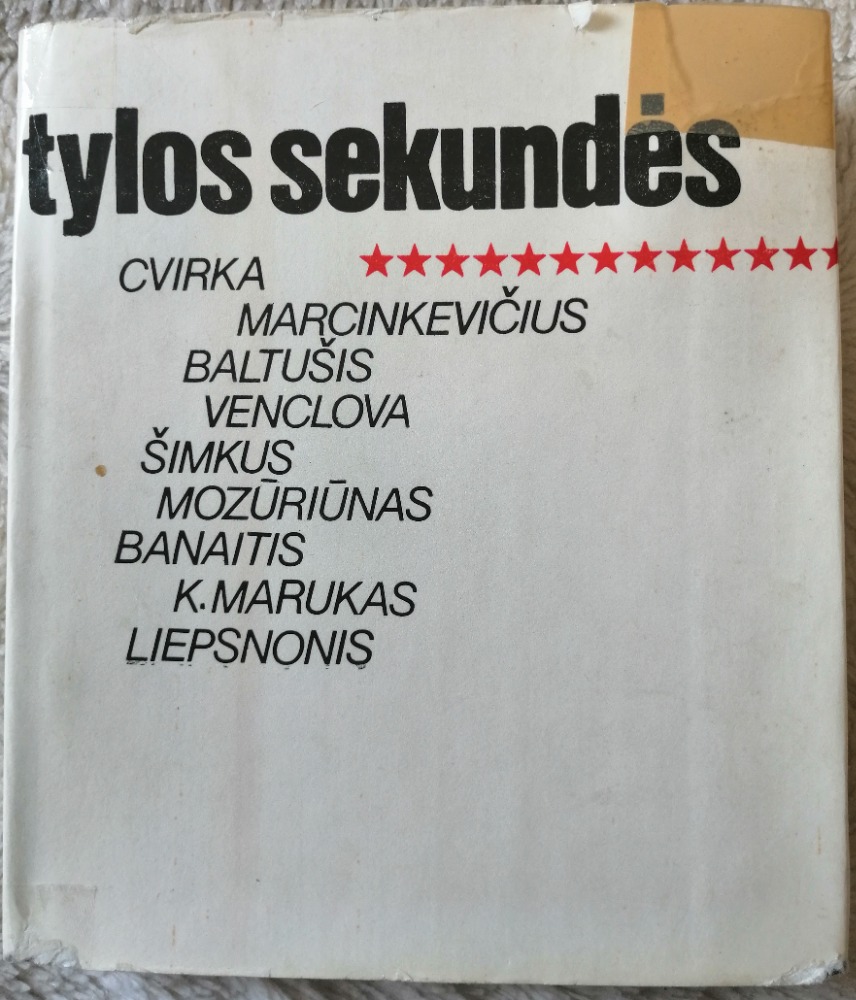 tylos sekundės
CVIRKA
MARCINKEVIČIUS
BALTUŠIS
VENCLOVA
ŠIMKUS
MOZŪRIŪNAS
BANAITIS
K.MARUKAS
LIEPSNONIS